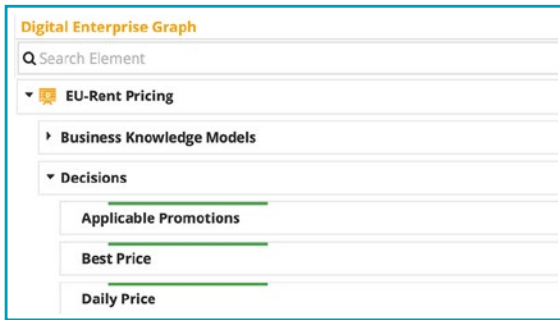 Digital Enterprise Graph
Search Element
EU-Rent Pricing
Business Knowledge Models
Decisions
Applicable Promotions
Best Price
Daily Price